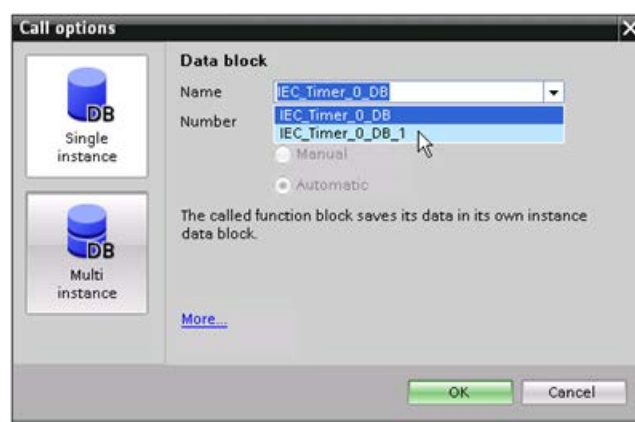 Call options
Data block
Name
IEC_Timer_0_DB
Number
IEC_Timer_0_DB
IEC_Timer_0_DB_1
Manual
Automatic
The called function block saves its data in its own instance
data block.
More...
DB
Single
instance
DB
Multi
instance
OK
Cancel